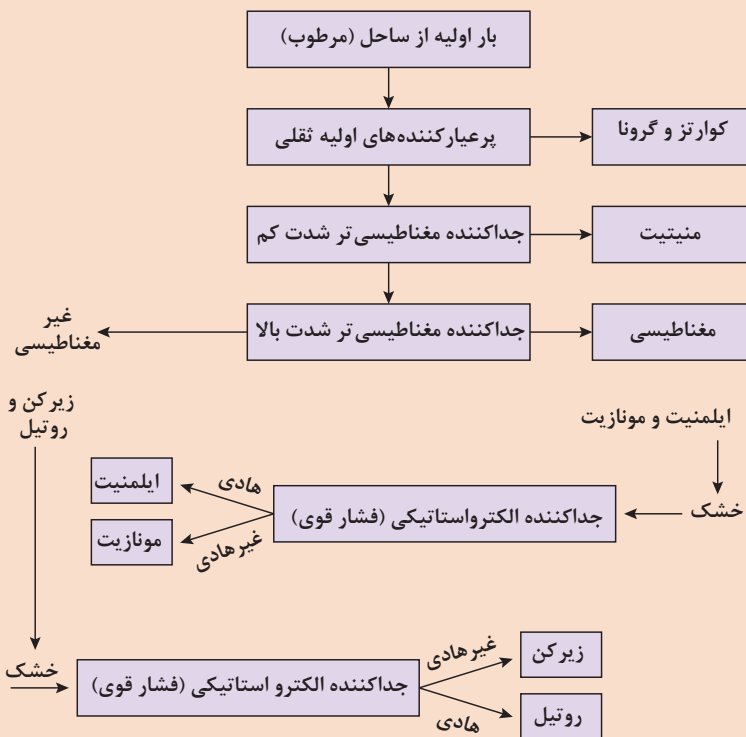 بار اولیه از ساحل (مرطوب)
پرعیارکننده‌های اولیه ثقلی
کوارتز و گرونا
جداکننده مغناطیسی تر شدت کم
منیتیت
جداکننده مغناطیسی تر شدت بالا
مغناطیسی
غیر
مغناطیسی
زیرکن و
روتیل
ایلمنیت و مونازیت
خشک
جداکننده الکترواستاتیکی (فشار قوی)
هادی
ایلمنیت
غیرهادی
مونازیت
خشک
جداکننده الکترو استاتیکی (فشار قوی)
غیرهادی
زیرکن
هادی
روتیل